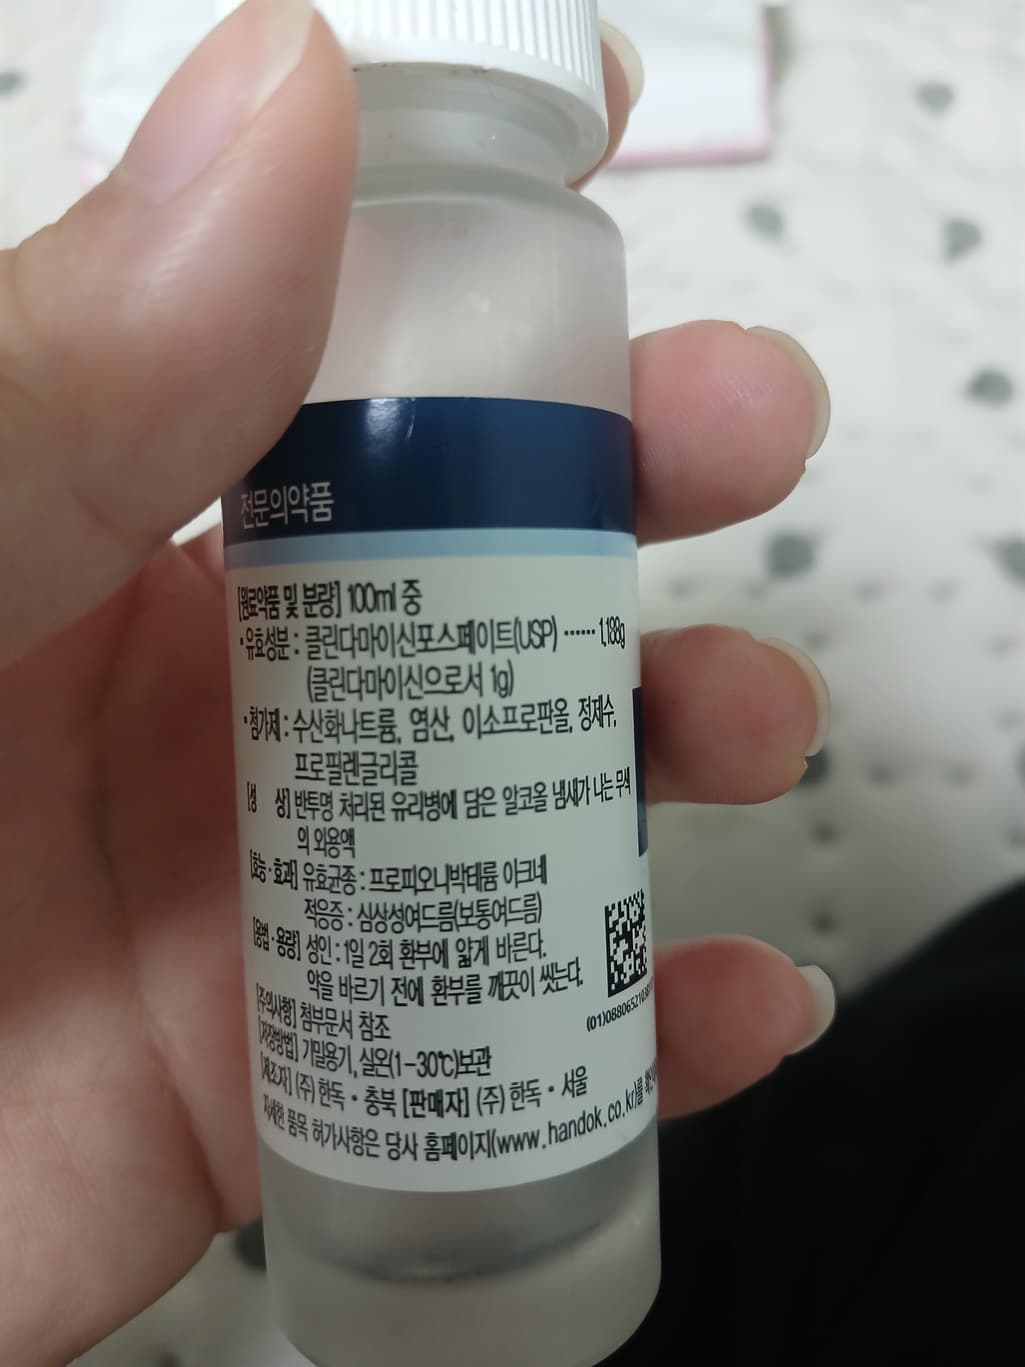 전문의약품
[원료약품 및 분량] 100ml 중
•유효성분 : 클린다마이신포스페이트(USP) ······ 1.188g
(클린다마이신으로서 1g)
•첨가제 : 수산화나트륨, 염산, 이소프로판올, 정제수,
프로필렌글리콜
[성 상] 반투명 처리된 유리병에 담은 알코올 냄새가 나는 무색
의 외용액
[효능·효과] 유효균종 : 프로피오니박테륨 아크네
적응증 : 심상성여드름(보통여드름)
[용법·용량] 성인 : 1일 2회 환부에 얇게 바른다.
약을 바르기 전에 환부를 깨끗이 씻는다.
[주의사항] 첨부문서 참조
[저장방법] 기밀용기, 실온(1-30℃)보관
[제조자] (주) 한독 • 충북 [판매자] (주) 한독 • 서울
자세한 품목 허가사항은 당사 홈페이지(www.handok.co.kr)를